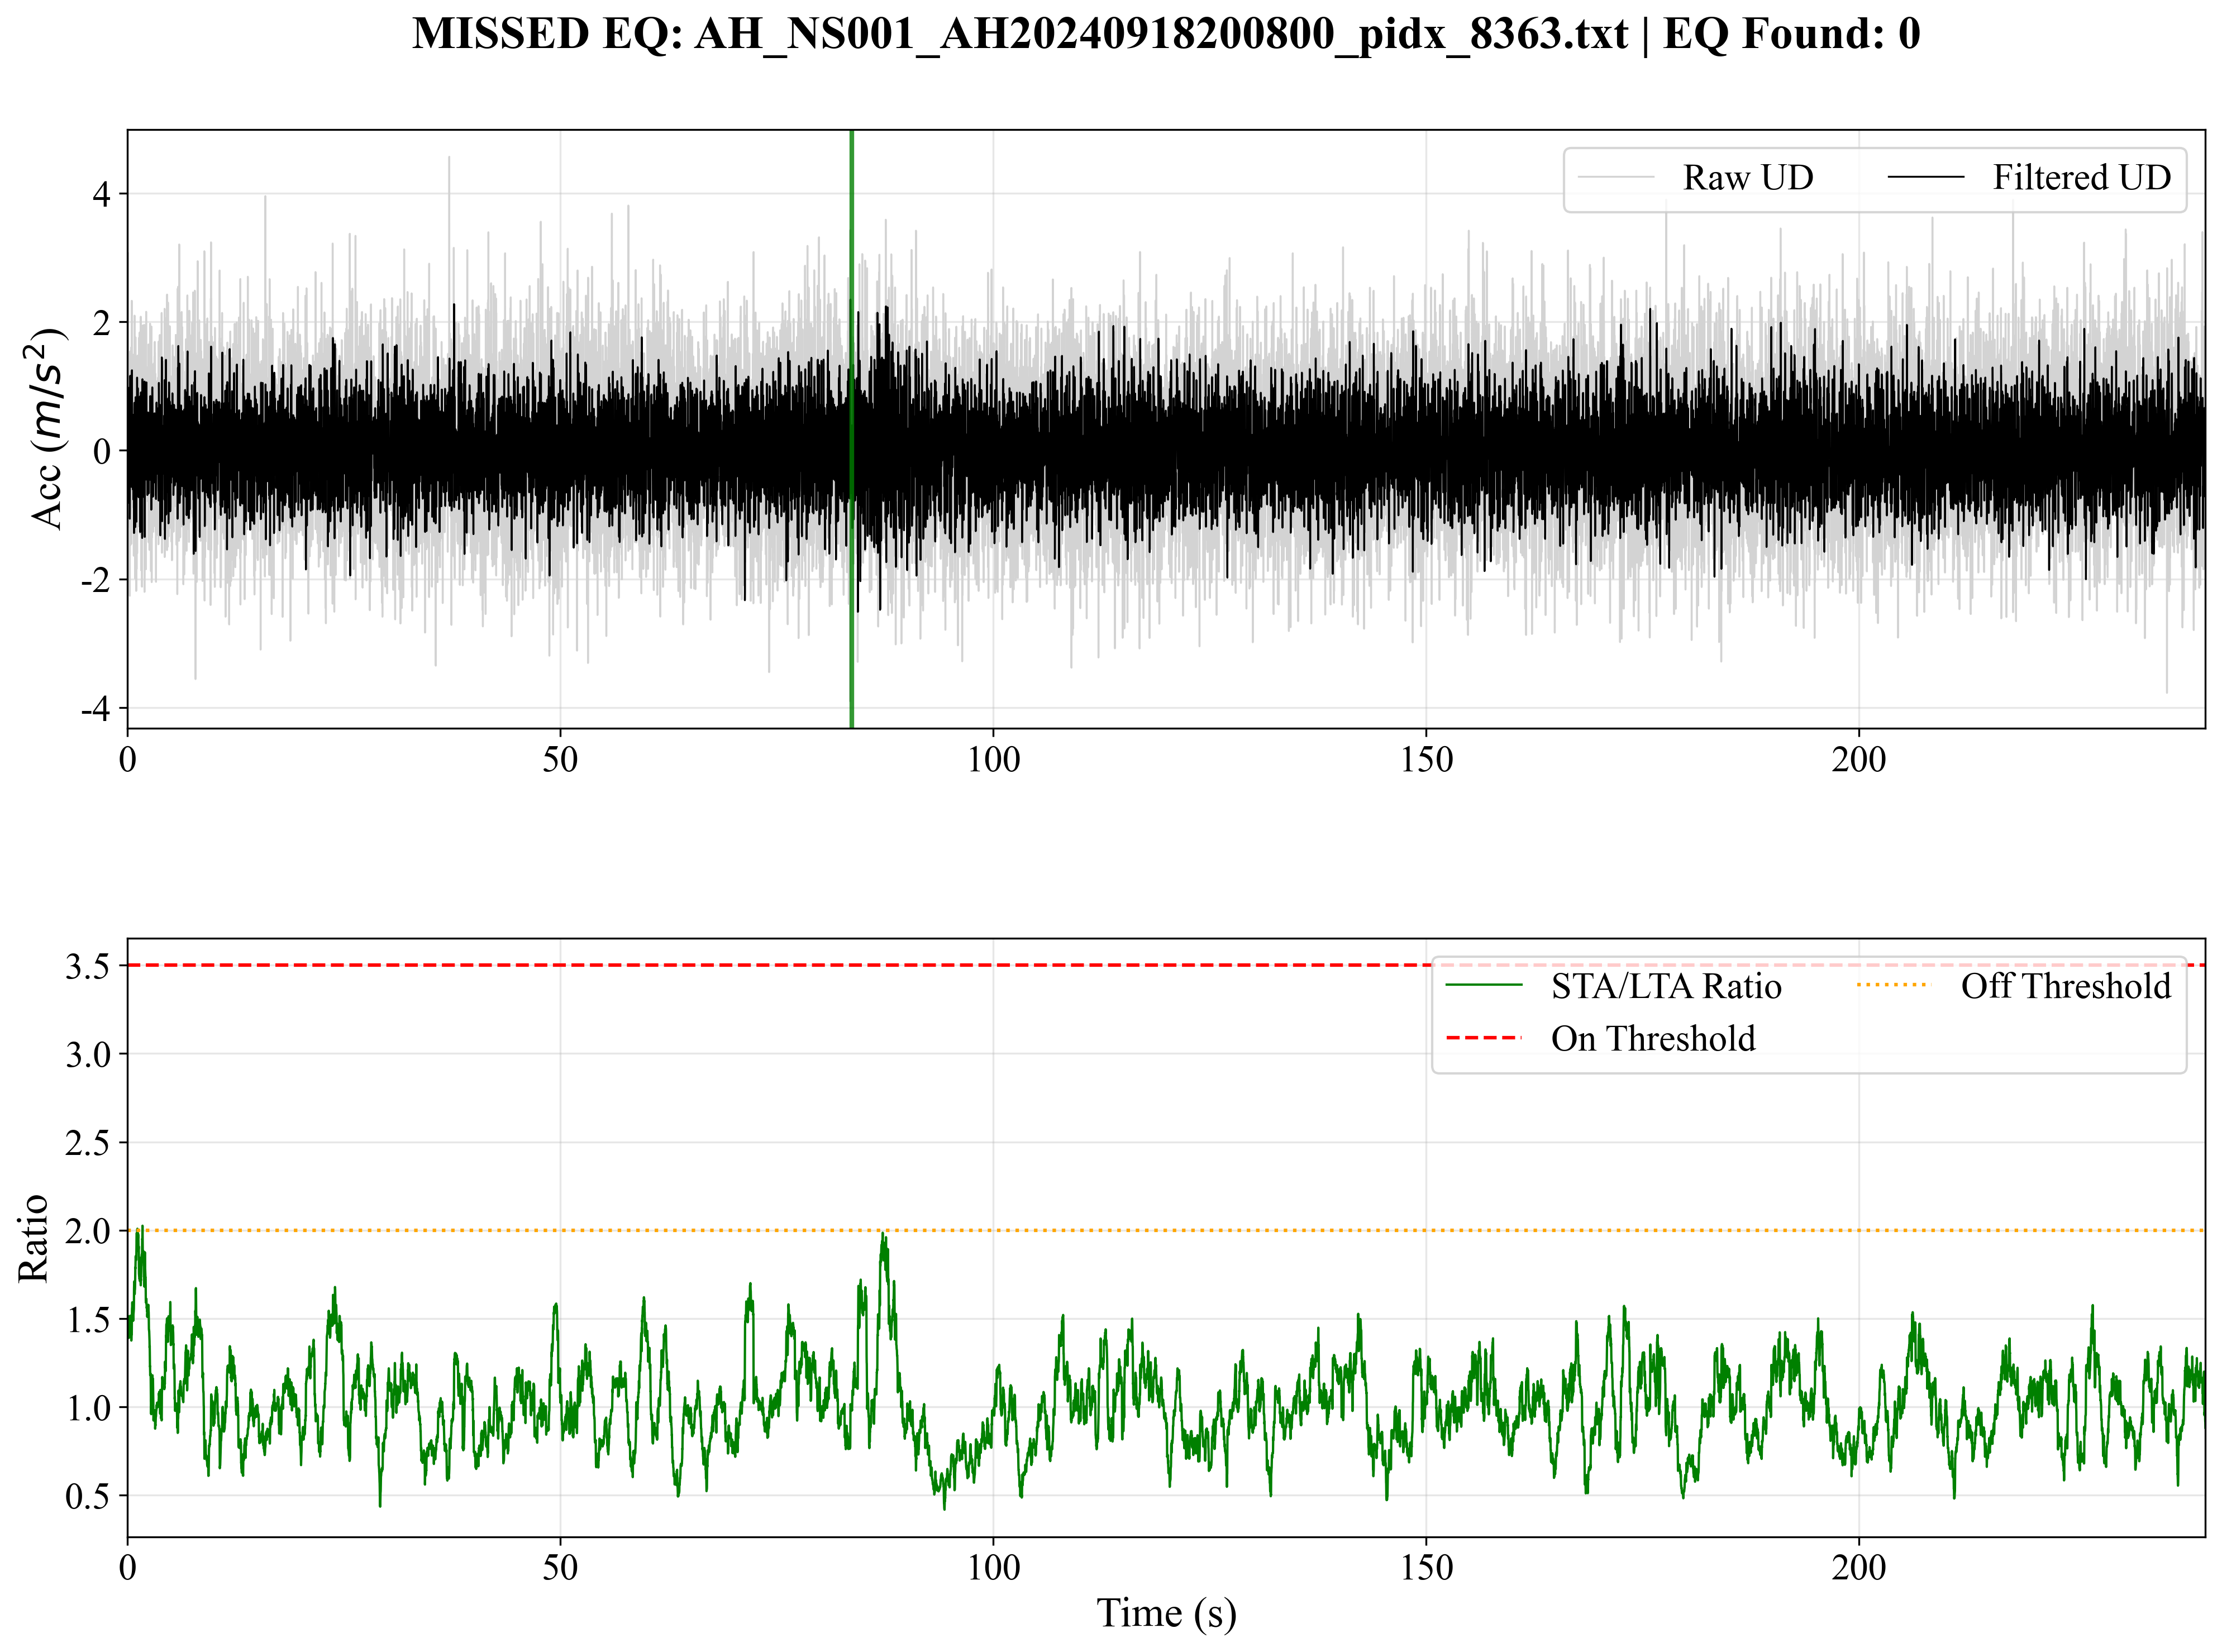 MISSED EQ: AH_NS001_AH20240918200800_pidx_8363.txt | EQ Found: 0
Raw UD
Filtered UD
Acc (m/s²)
4
2
0
-2
-4
0
50
100
150
200
STA/LTA Ratio
Off Threshold
On Threshold
Ratio
3.5
3.0
2.5
2.0
1.5
1.0
0.5
0
50
100
150
200
Time (s)